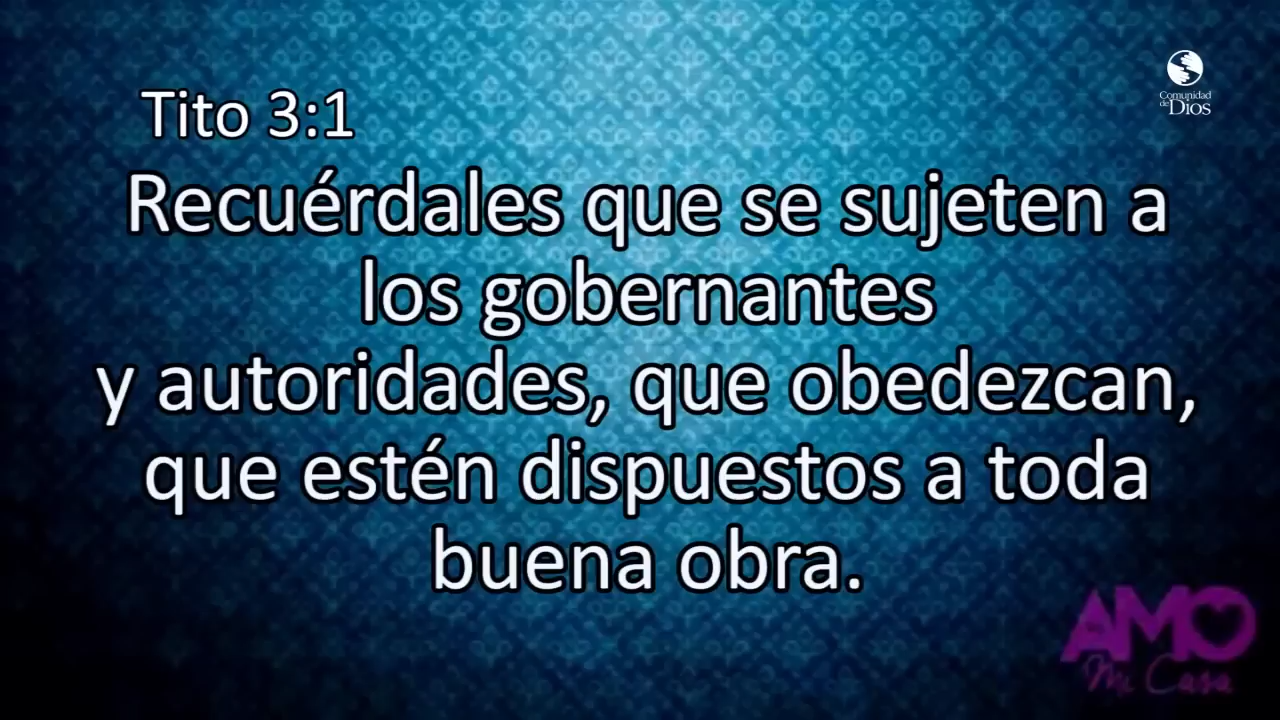 Comunidad
de Dios
Tito 3:1
Recuérdales que se sujeten a
los gobernantes
y autoridades, que obedezcan,
que estén dispuestos a toda
buena obra.
AMO
Mi Casa